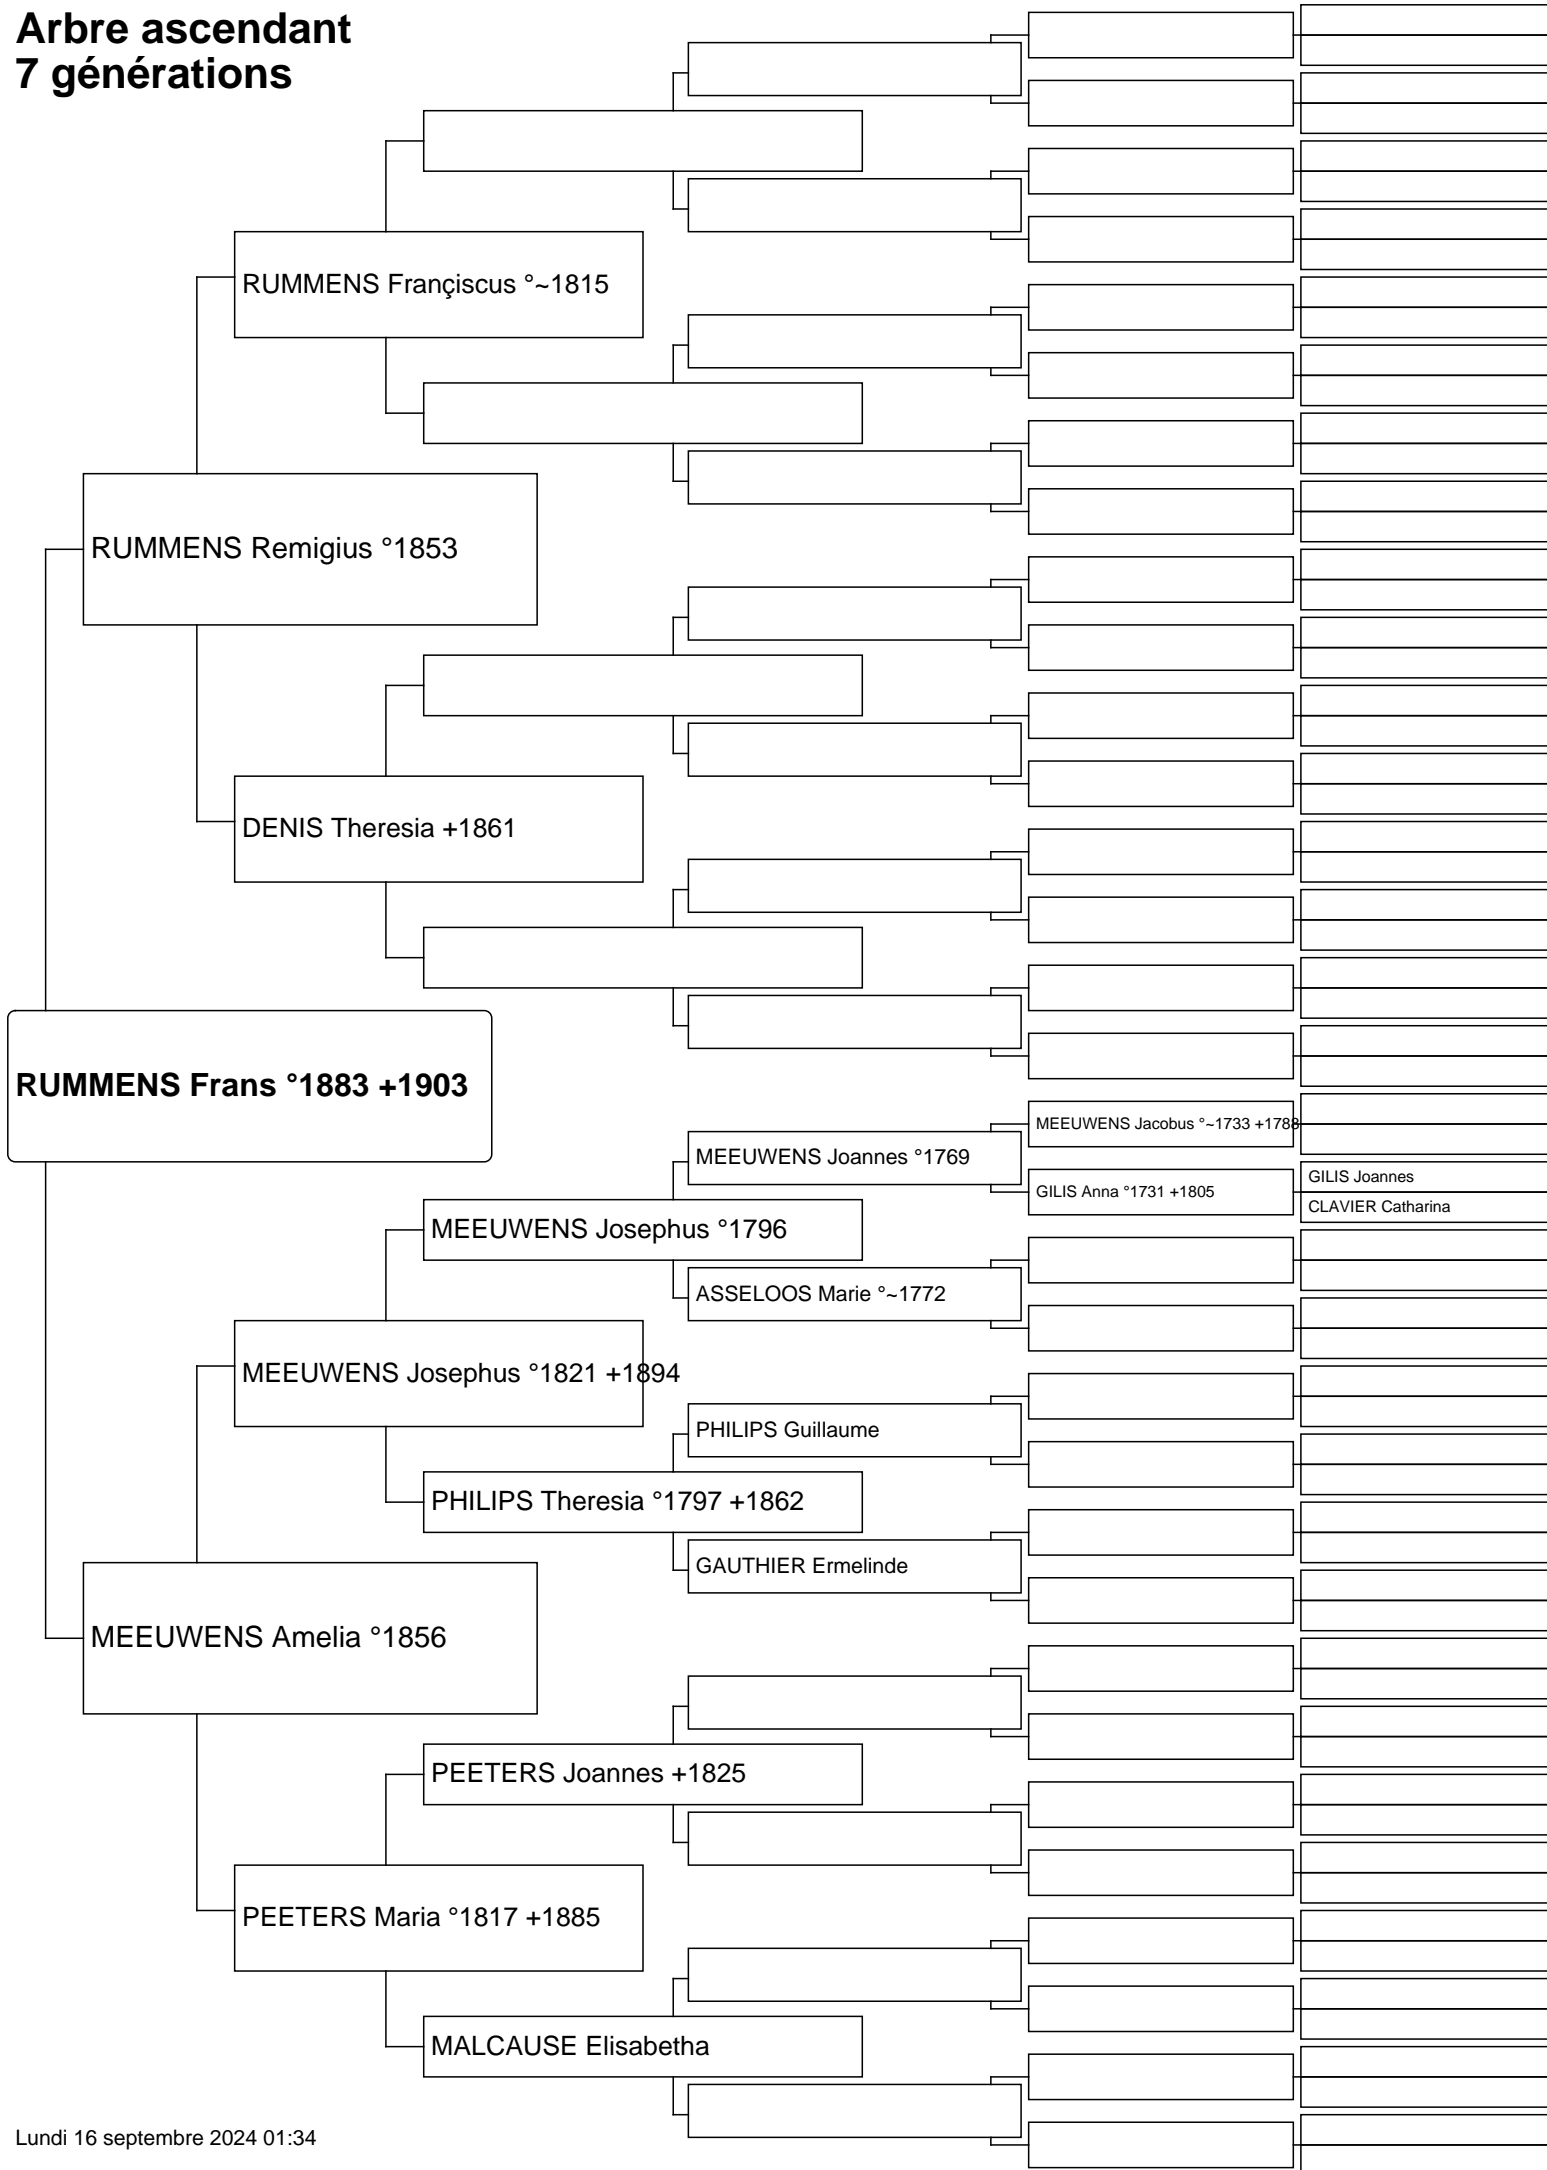 Arbre ascendant
7 générations
RUMMENS Françiscus °~1815
RUMMENS Remigius °1853
DENIS Theresia +1861
RUMMENS Frans °1883 +1903
MEEUWENS Jacobus °~1733 +1788
MEEUWENS Joannes °1769
GILIS Joannes
GILIS Anna °1731 +1805
CLAVIER Catharina
MEEUWENS Josephus °1796
ASSELOOS Marie °~1772
MEEUWENS Josephus °1821 +1894
PHILIPS Guillaume
PHILIPS Theresia °1797 +1862
GAUTHIER Ermelinde
MEEUWENS Amelia °1856
PEETERS Joannes +1825
PEETERS Maria °1817 +1885
MALCAUSE Elisabetha
Lundi 16 septembre 2024 01:34